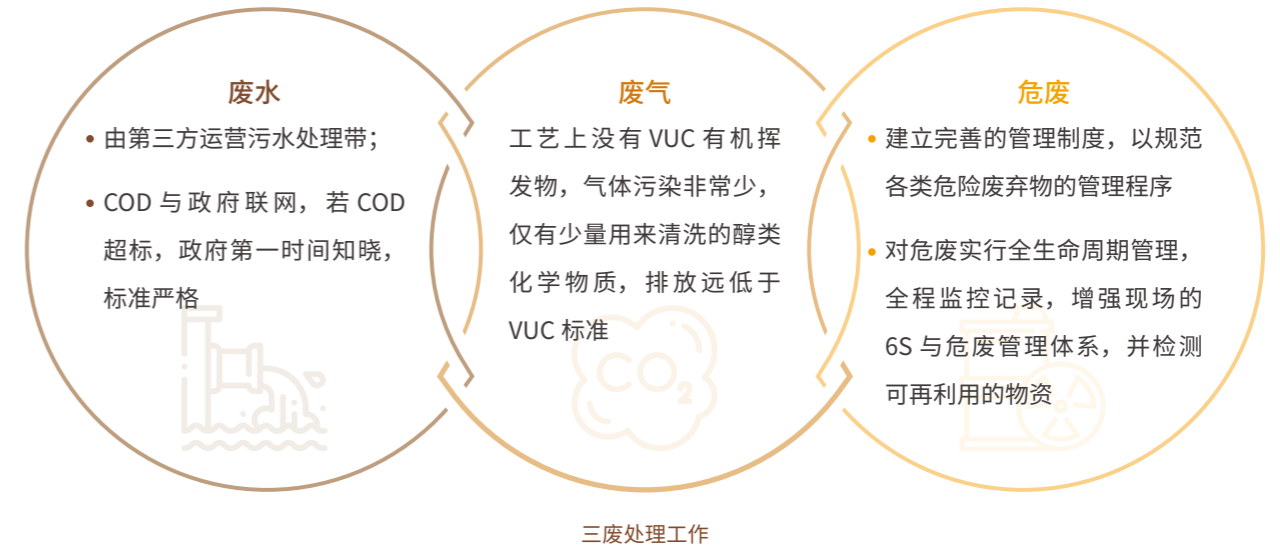 废水
• 由第三方运营污水处理带；
• COD 与政府联网，若 COD
超标，政府第一时间知晓，
标准严格
废气
工艺上没有 VUC 有机挥
发物，气体污染非常少，
仅有少量用来清洗的醇类
化学物质，排放远低于
VUC 标准
CO2
危废
• 建立完善的管理制度，以规范
各类危险废弃物的管理程序
• 对危废实行全生命周期管理，
全程监控记录，增强现场的
6S 与危废管理体系，并检测
可再利用的物资
三废处理工作